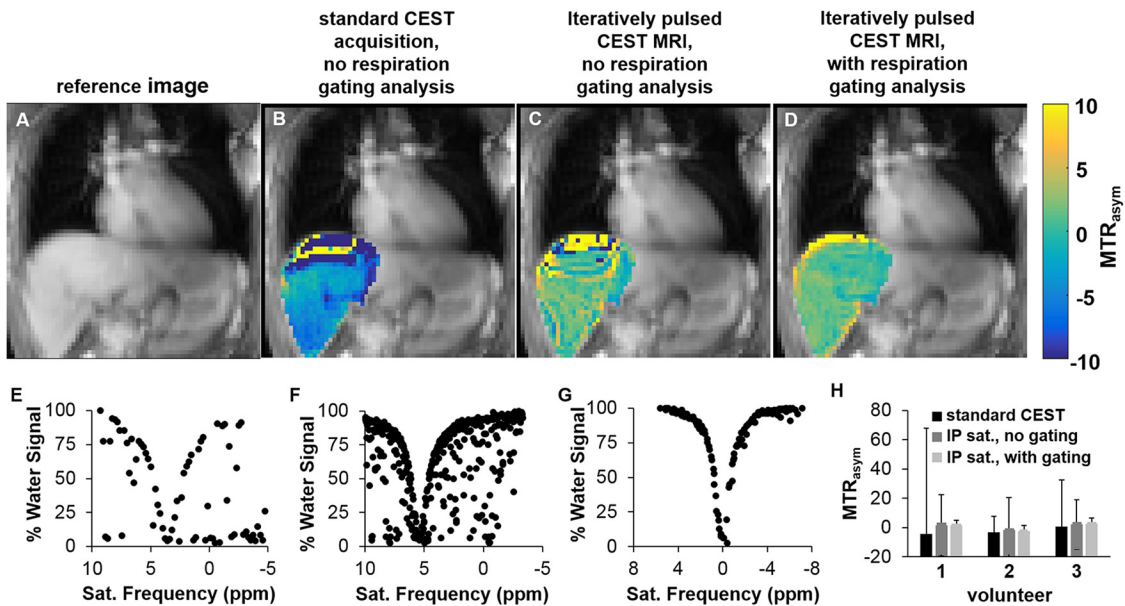 standard CEST
acquisition,
no respiration
gating analysis
Iteratively pulsed
CEST MRI,
no respiration
gating analysis
Iteratively pulsed
CEST MRI,
with respiration
gating analysis
reference image
A
B
C
D
10
5
0
-5
-10
MTRasym
E
100
75
50
25
0
% Water Signal
10 5 0 -5
Sat. Frequency (ppm)
F
100
75
50
25
0
% Water Signal
10 5 0 -5
Sat. Frequency (ppm)
G
100
75
50
25
0
% Water Signal
8 4 0 -4 -8
Sat. Frequency (ppm)
H
80
60
40
20
0
-20
MTRasym
standard CEST
IP sat., no gating
IP sat., with gating
1 2 3
volunteer